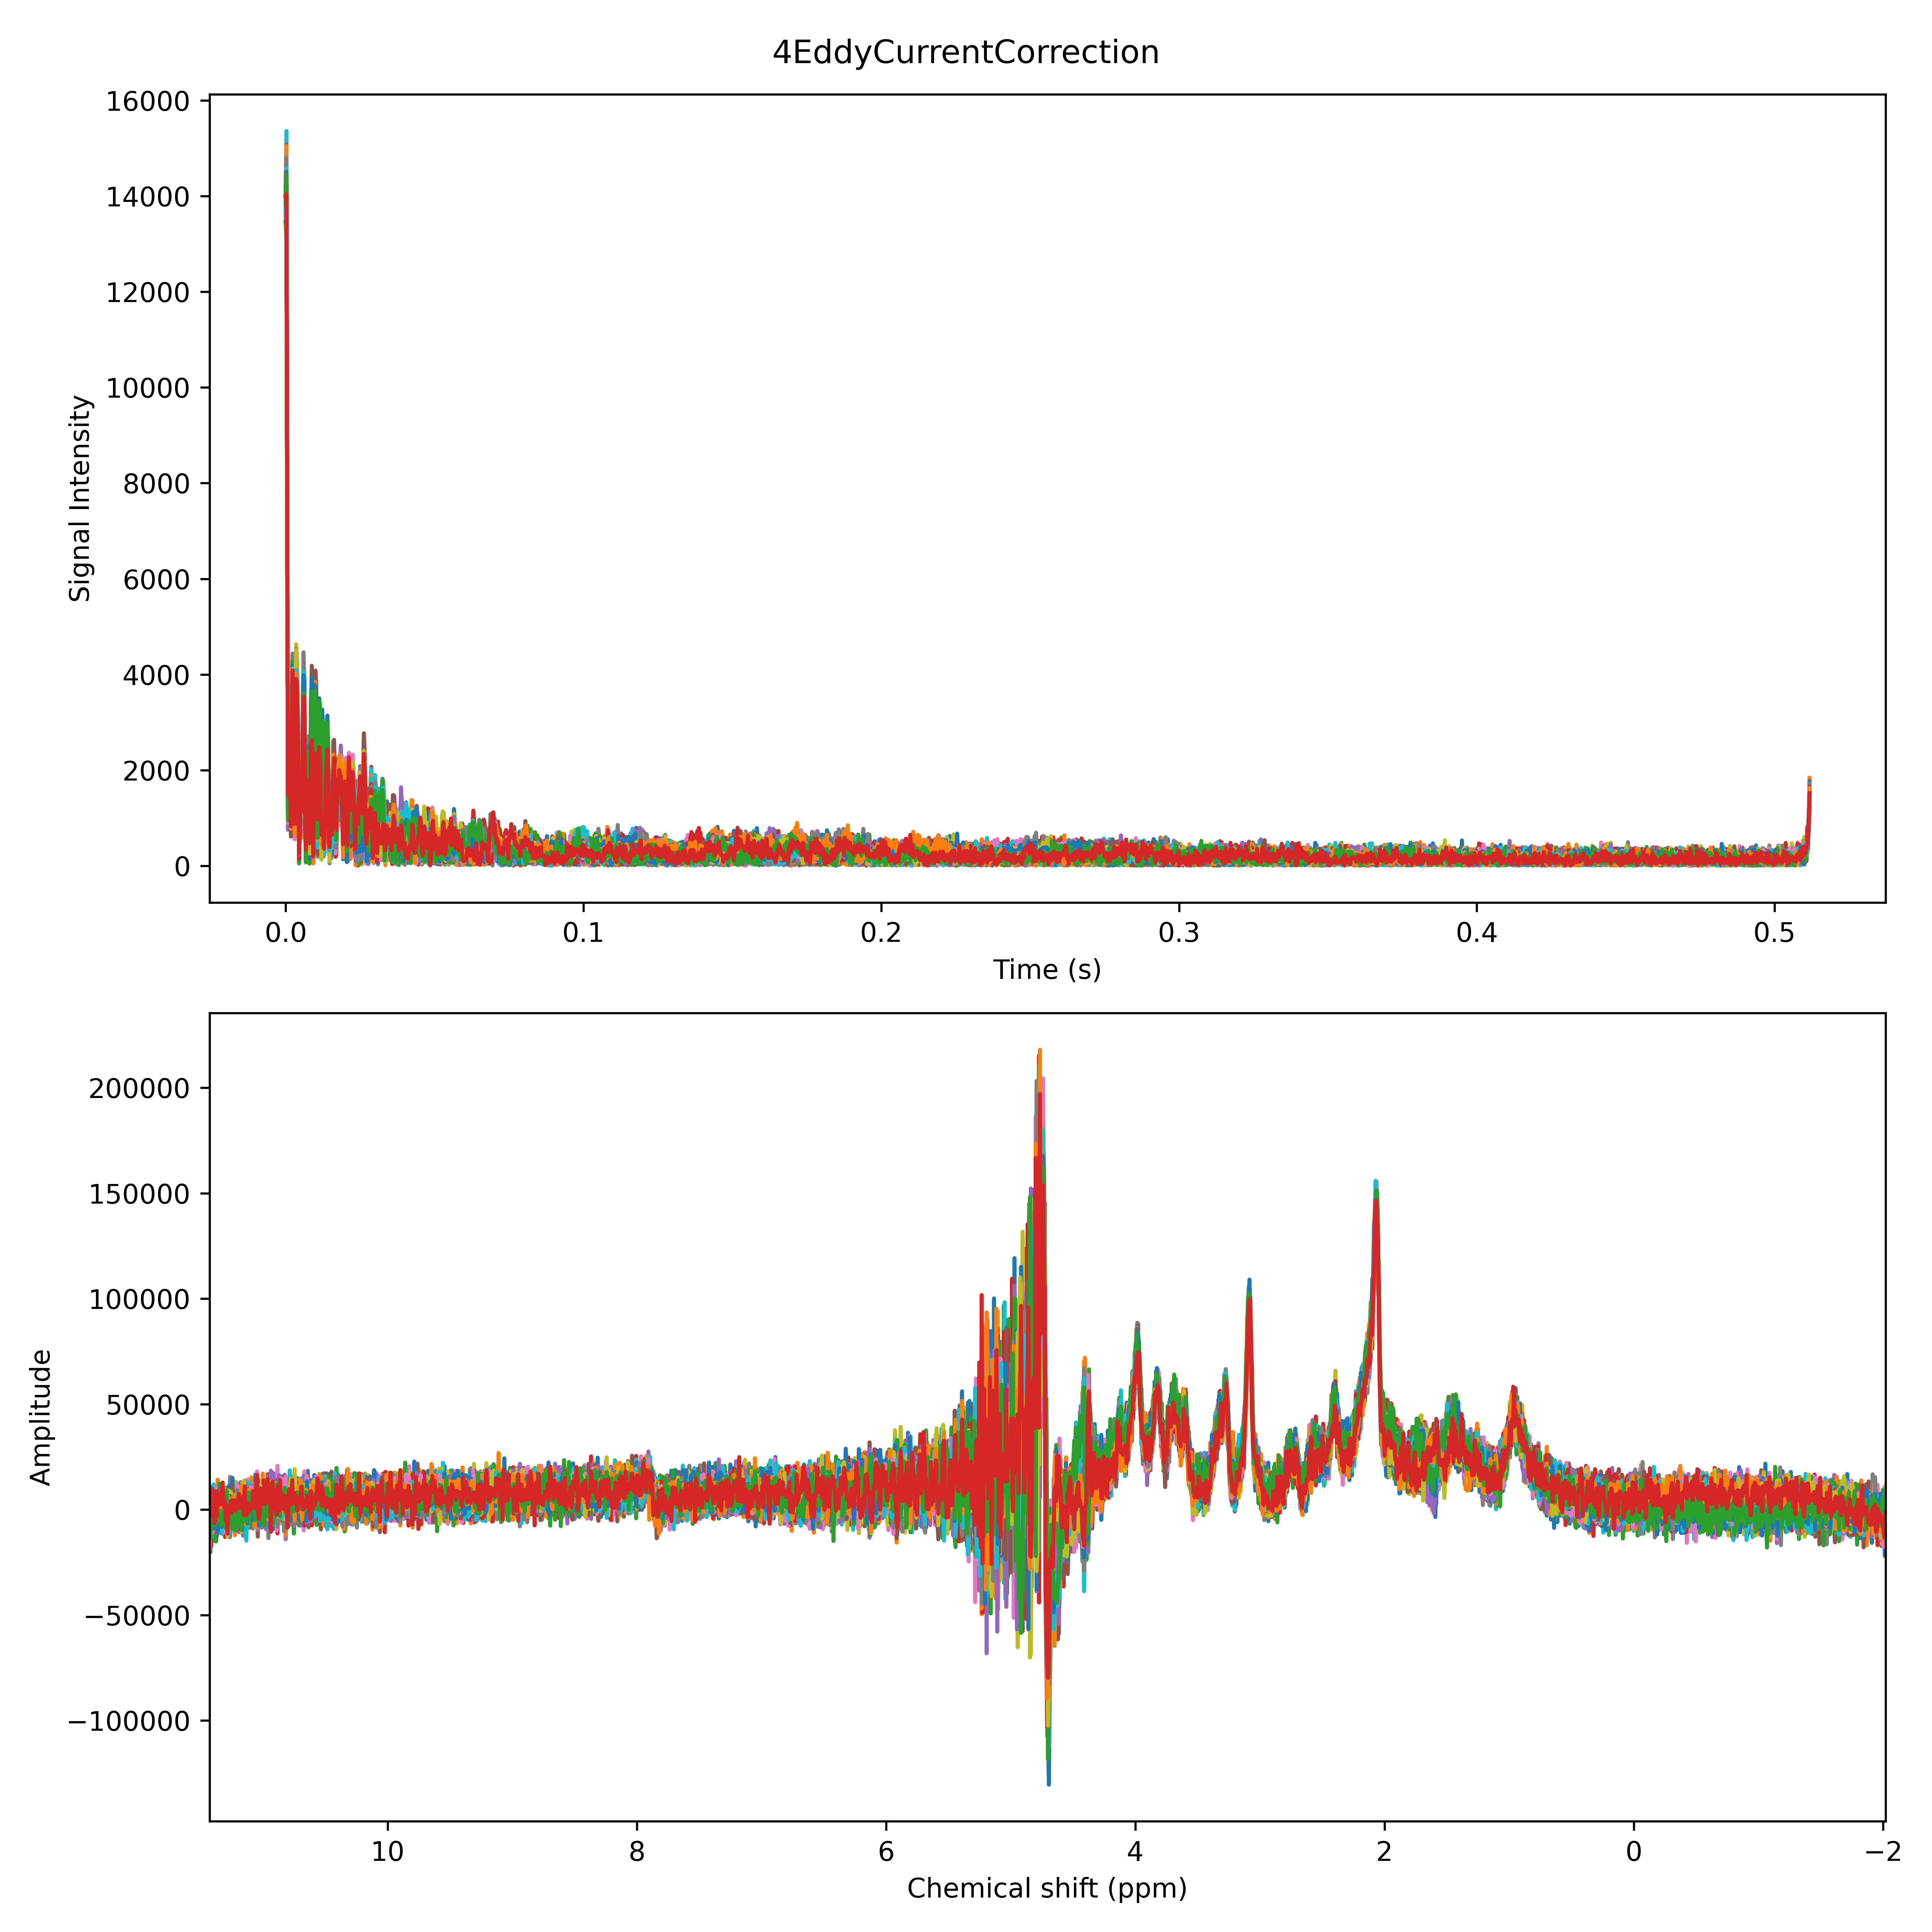 4EddyCurrentCorrection
16000
14000
12000
10000
8000
6000
4000
2000
0
Signal Intensity
0.0 0.1 0.2 0.3 0.4 0.5
Time (s)
200000
150000
100000
50000
0
−50000
−100000
Amplitude
10 8 6 4 2 0 −2
Chemical shift (ppm)